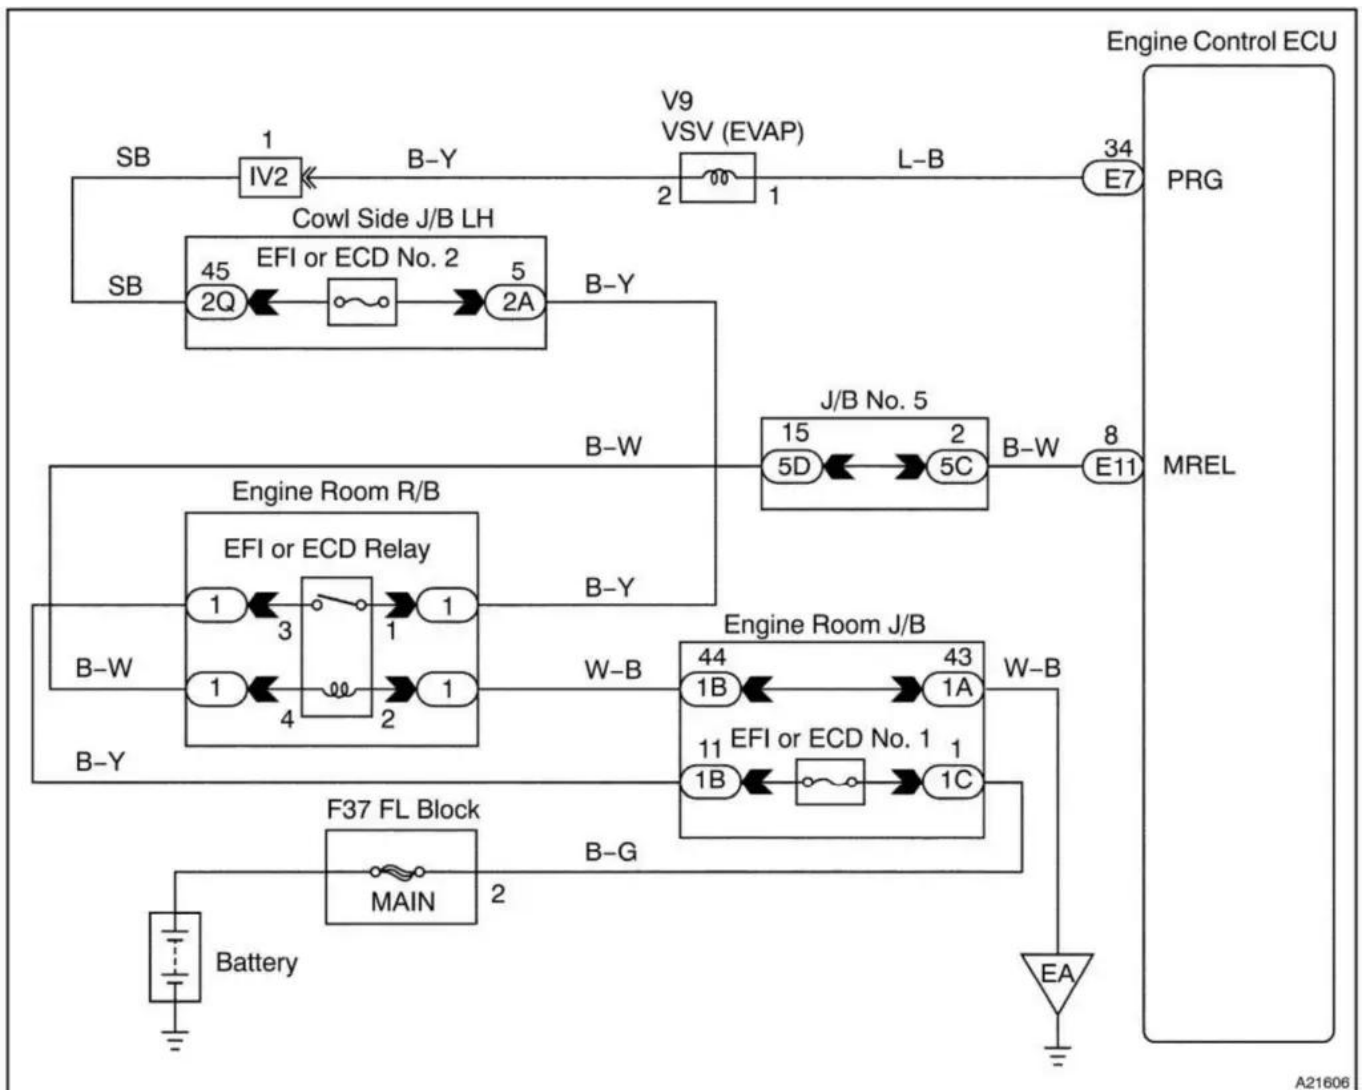 Engine Control ECU
V9
VSV (EVAP)
1
SB
IV2
B–Y
2
1
L–B
34
E7
PRG
Cowl Side J/B LH
EFI or ECD No. 2
45
5
SB
2Q
2A
B–Y
J/B No. 5
15
2
8
B–W
5D
5C
B–W
E11
MREL
Engine Room R/B
EFI or ECD Relay
1
1
B–Y
3
1
Engine Room J/B
44
43
B–W
1
1
W–B
1B
1A
W–B
4
2
11
EFI or ECD No. 1
1
B–Y
1B
1C
F37 FL Block
B–G
MAIN
2
Battery
EA
A21606